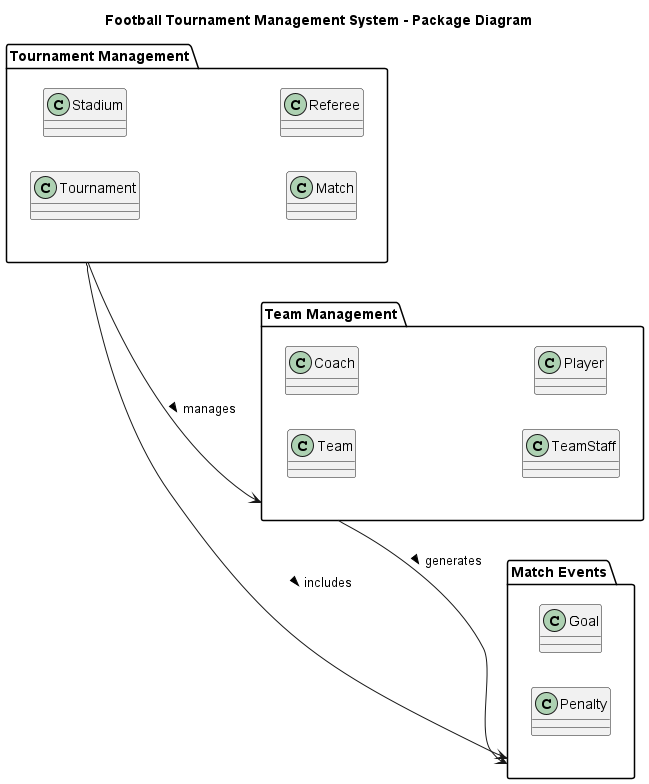 Football Tournament Management System - Package Diagram
Tournament Management
C Stadium
C Referee
C Tournament
C Match
Team Management
C Coach
C Player
manages
C Team
C TeamStaff
generates
Match Events
includes
C Goal
C Penalty